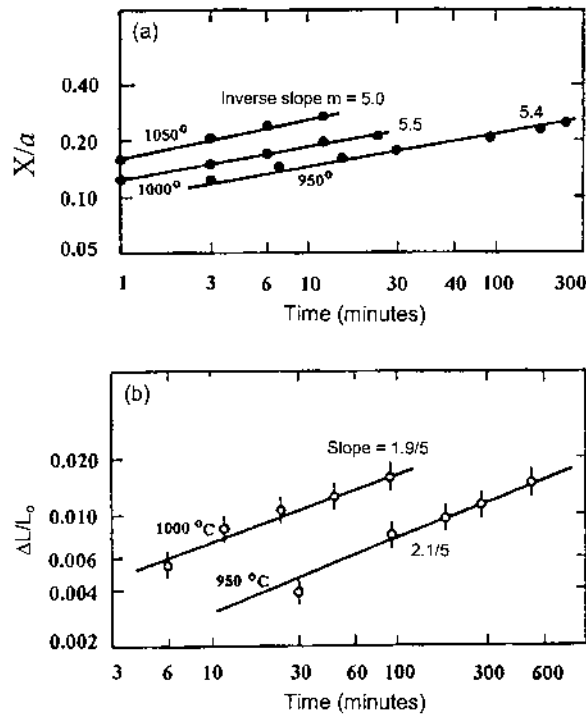 (a)
Inverse slope m = 5.0
5.5
5.4
1050°
1000°
950°
X/a
0.40
0.20
0.10
0.05
1 3 6 10 30 40 100 300
Time (minutes)
(b)
Slope = 1.9/5
1000 °C
950 °C
2.1/5
ΔL/L₀
0.020
0.010
0.006
0.004
0.002
3 6 10 30 60 100 300 600
Time (minutes)